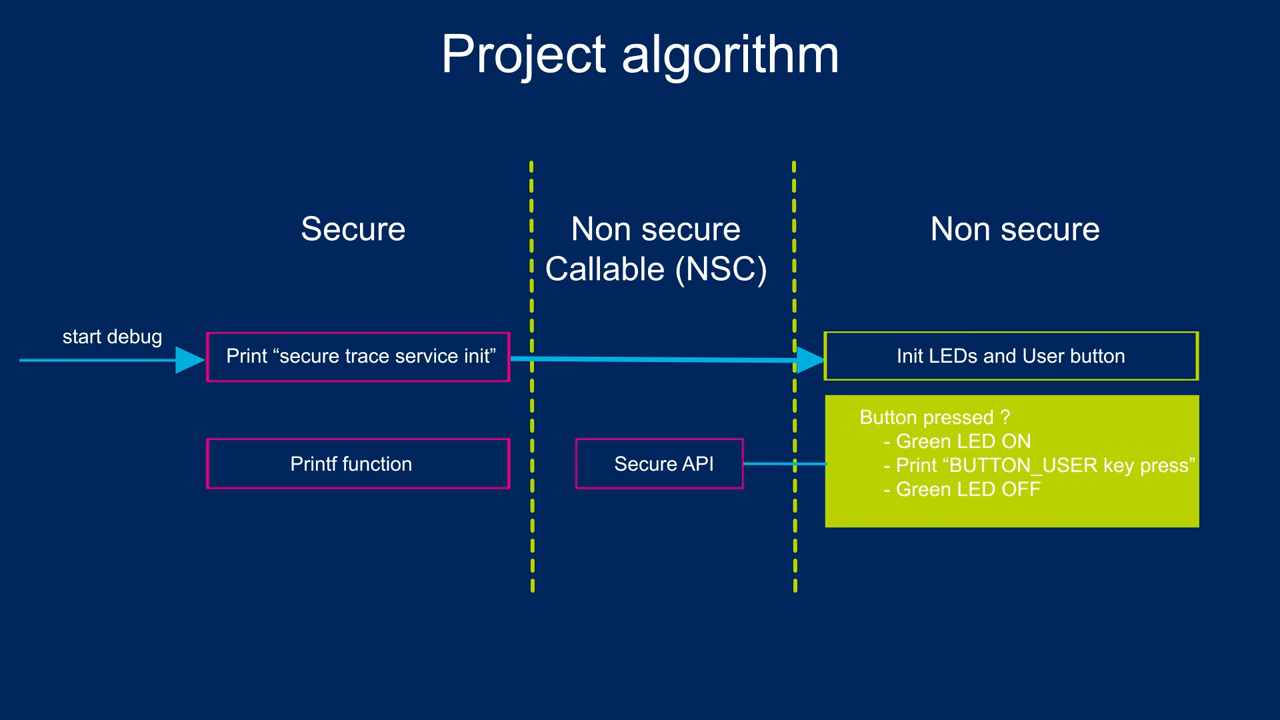 Project algorithm
Secure
Non secure
Callable (NSC)
Non secure
start debug
Print “secure trace service init”
Init LEDs and User button
Printf function
Secure API
Button pressed ?
- Green LED ON
- Print “BUTTON_USER key press”
- Green LED OFF